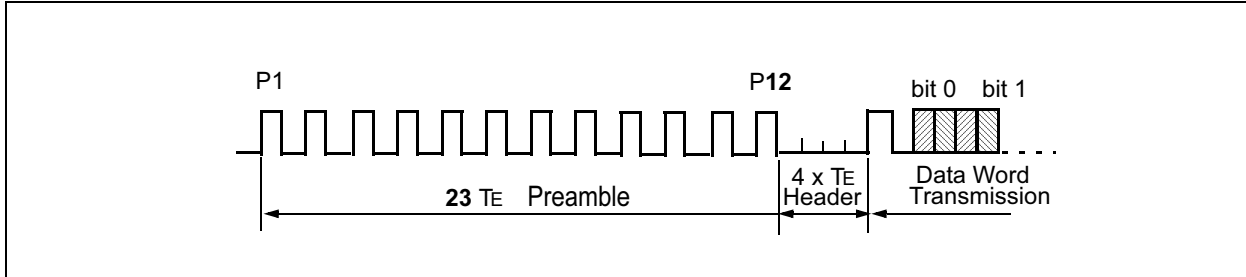 P1
P12
bit 0 bit 1
23 TE Preamble
4 x TE
Header
Data Word
Transmission